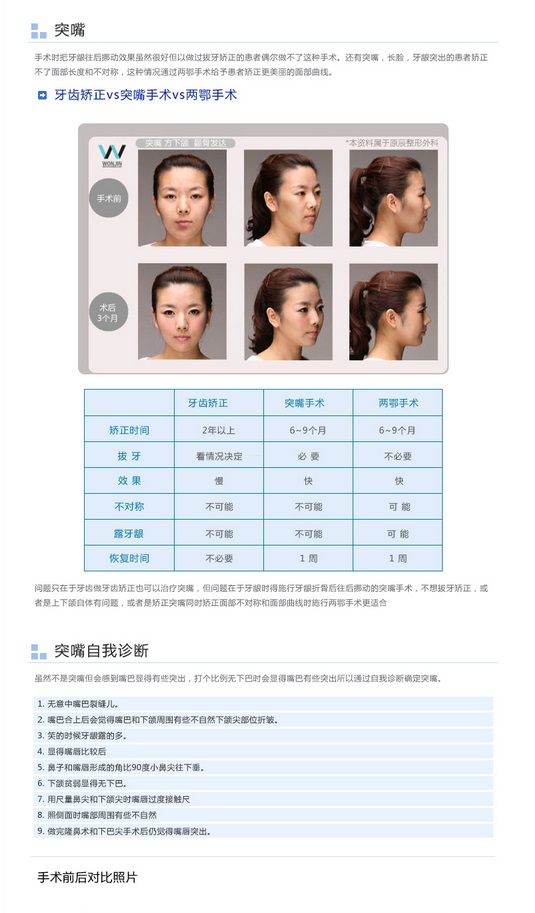 突嘴
手术时把牙龈往后挪动效果虽然很好但以做过拔牙矫正的患者偶尔做不了这种手术。还有突嘴，长脸，牙龈突出的患者矫正
不了面部长度和不对称，这种情况通过两鄂手术给予患者矫正更美丽的面部曲线。
牙齿矫正vs突嘴手术vs两鄂手术
突嘴 方下颌 颧骨发达
*本资料属于原辰整形外科
WONJIN
手术前
术后
3个月
牙齿矫正 突嘴手术 两鄂手术
矫正时间 2年以上 6~9个月 6~9个月
拔 牙 看情况决定 必 要 不必要
效 果 慢 快 快
不对称 不可能 不可能 可 能
露牙龈 不可能 不可能 可 能
恢复时间 不必要 1 周 1 周
问题只在于牙齿做牙齿矫正也可以治疗突嘴，但问题在于牙龈时得施行牙龈折骨后往后挪动的突嘴手术，不想拔牙矫正，或
者是上下颌自体有问题，或者是矫正突嘴同时矫正面部不对称和面部曲线时施行两鄂手术更适合
突嘴自我诊断
虽然不是突嘴但会感到嘴巴显得有些突出，打个比例无下巴时会显得嘴巴有些突出所以通过自我诊断确定突嘴。
1. 无意中嘴巴裂缝儿。
2. 嘴巴合上后会觉得嘴巴和下颌周围有些不自然下颌尖部位折皱。
3. 笑的时候牙龈露的多。
4. 显得嘴唇比较后
5. 鼻子和嘴唇形成的角比90度小鼻尖往下垂。
6. 下颌贫弱显得无下巴。
7. 用尺量鼻尖和下颌尖时嘴唇过度接触尺
8. 照侧面时嘴部周围有些不自然
9. 做完隆鼻术和下巴尖手术后仍觉得嘴唇突出。
手术前后对比照片